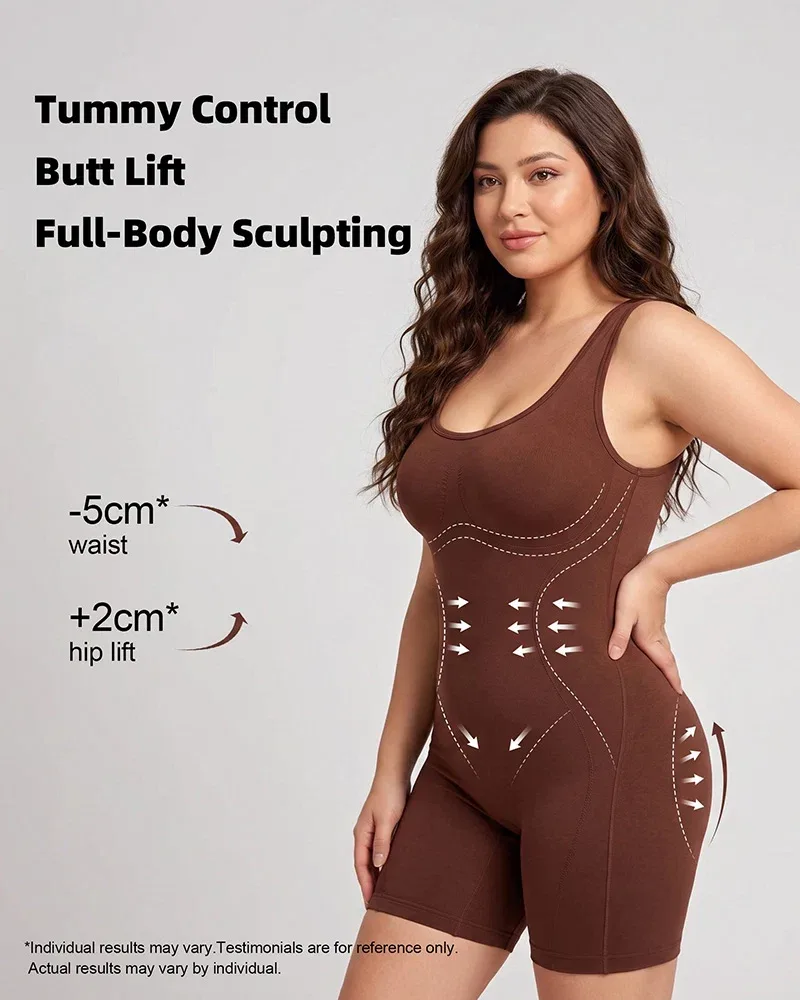 Tummy Control
Butt Lift
Full-Body Sculpting
-5cm*
waist
+2cm*
hip lift
*Individual results may vary.Testimonials are for reference only.
Actual results may vary by individual.